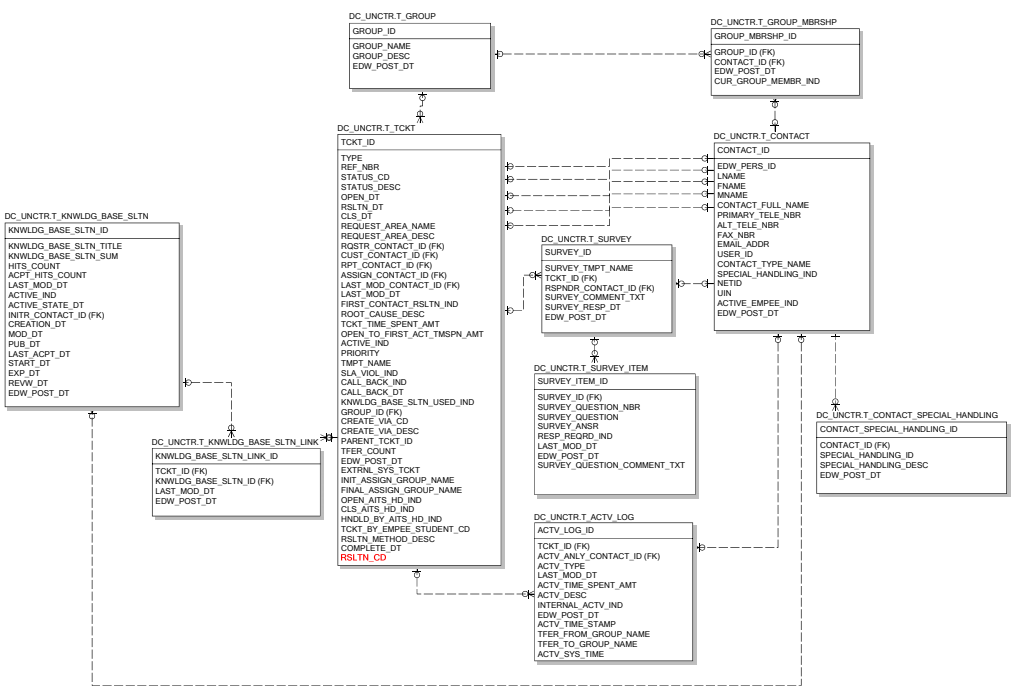 DC_UNCTR.T_GROUP
GROUP_ID
GROUP_NAME
GROUP_DESC
EDW_POST_DT
DC_UNCTR.T_GROUP_MBRSHP
GROUP_MBRSHP_ID
GROUP_ID (FK)
CONTACT_ID (FK)
EDW_POST_DT
CUR_GROUP_MEMBR_IND
DC_UNCTR.T_TCKT
TCKT_ID
TYPE
REF_NBR
STATUS_CD
STATUS_DESC
OPEN_DT
RSLTN_DT
CLS_DT
REQUEST_AREA_NAME
REQUEST_AREA_DESC
RQSTR_CONTACT_ID (FK)
CUST_CONTACT_ID (FK)
RPT_CONTACT_ID (FK)
ASSIGN_CONTACT_ID (FK)
LAST_MOD_CONTACT_ID (FK)
LAST_MOD_DT
FIRST_CONTACT_RSLTN_IND
ROOT_CAUSE_DESC
TCKT_TIME_SPENT_AMT
OPEN_TO_FIRST_ACT_TMSPN_AMT
ACTIVE_IND
PRIORITY
TMPT_NAME
SLA_VIOL_IND
CALL_BACK_IND
CALL_BACK_DT
KNWLDG_BASE_SLTN_USED_IND
GROUP_ID (FK)
CREATE_VIA_CD
CREATE_VIA_DESC
PARENT_TCKT_ID
TFER_COUNT
EDW_POST_DT
EXTRNL_SYS_TCKT
INIT_ASSIGN_GROUP_NAME
FINAL_ASSIGN_GROUP_NAME
OPEN_AITS_HD_IND
CLS_AITS_HD_IND
HNDLD_BY_AITS_HD_IND
TCKT_BY_EMPEE_STUDENT_CD
RSLTN_METHOD_DESC
COMPLETE_DT
RSLTN_CD
DC_UNCTR.T_CONTACT
CONTACT_ID
EDW_PERS_ID
LNAME
FNAME
MNAME
CONTACT_FULL_NAME
PRIMARY_TELE_NBR
ALT_TELE_NBR
FAX_NBR
EMAIL_ADDR
USER_ID
CONTACT_TYPE_NAME
SPECIAL_HANDLING_IND
NETID
UIN
ACTIVE_EMPEE_IND
EDW_POST_DT
DC_UNCTR.T_KNWLDG_BASE_SLTN
KNWLDG_BASE_SLTN_ID
KNWLDG_BASE_SLTN_TITLE
KNWLDG_BASE_SLTN_SUM
HITS_COUNT
ACPT_HITS_COUNT
LAST_MOD_DT
ACTIVE_IND
ACTIVE_STATE_DT
INITR_CONTACT_ID (FK)
CREATION_DT
MOD_DT
PUB_DT
LAST_ACPT_DT
START_DT
EXP_DT
REVW_DT
EDW_POST_DT
DC_UNCTR.T_SURVEY
SURVEY_ID
SURVEY_TMPT_NAME
TCKT_ID (FK)
RSPNDR_CONTACT_ID (FK)
SURVEY_COMMENT_TXT
SURVEY_RESP_DT
EDW_POST_DT
DC_UNCTR.T_SURVEY_ITEM
SURVEY_ITEM_ID
SURVEY_ID (FK)
SURVEY_QUESTION_NBR
SURVEY_QUESTION
SURVEY_ANSR
RESP_REQRD_IND
LAST_MOD_DT
EDW_POST_DT
SURVEY_QUESTION_COMMENT_TXT
DC_UNCTR.T_CONTACT_SPECIAL_HANDLING
CONTACT_SPECIAL_HANDLING_ID
CONTACT_ID (FK)
SPECIAL_HANDLING_ID
SPECIAL_HANDLING_DESC
EDW_POST_DT
DC_UNCTR.T_KNWLDG_BASE_SLTN_LINK
KNWLDG_BASE_SLTN_LINK_ID
TCKT_ID (FK)
KNWLDG_BASE_SLTN_ID (FK)
LAST_MOD_DT
EDW_POST_DT
DC_UNCTR.T_ACTV_LOG
ACTV_LOG_ID
TCKT_ID (FK)
ACTV_ANLY_CONTACT_ID (FK)
ACTV_TYPE
LAST_MOD_DT
ACTV_TIME_SPENT_AMT
ACTV_DESC
INTERNAL_ACTV_IND
EDW_POST_DT
ACTV_TIME_STAMP
TFER_FROM_GROUP_NAME
TFER_TO_GROUP_NAME
ACTV_SYS_TIME